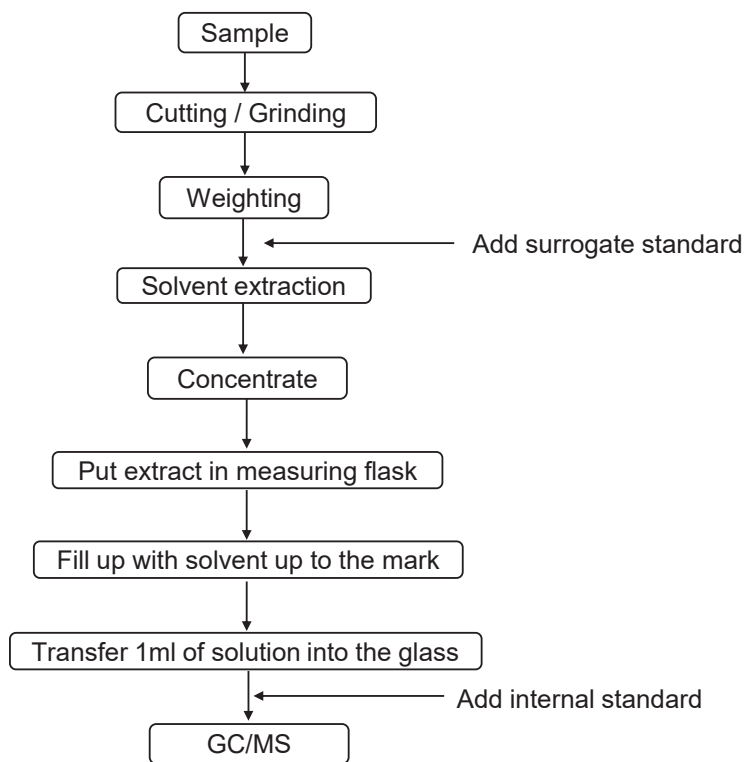 Sample
Cutting / Grinding
Weighting
Add surrogate standard
Solvent extraction
Concentrate
Put extract in measuring flask
Fill up with solvent up to the mark
Transfer 1ml of solution into the glass
Add internal standard
GC/MS